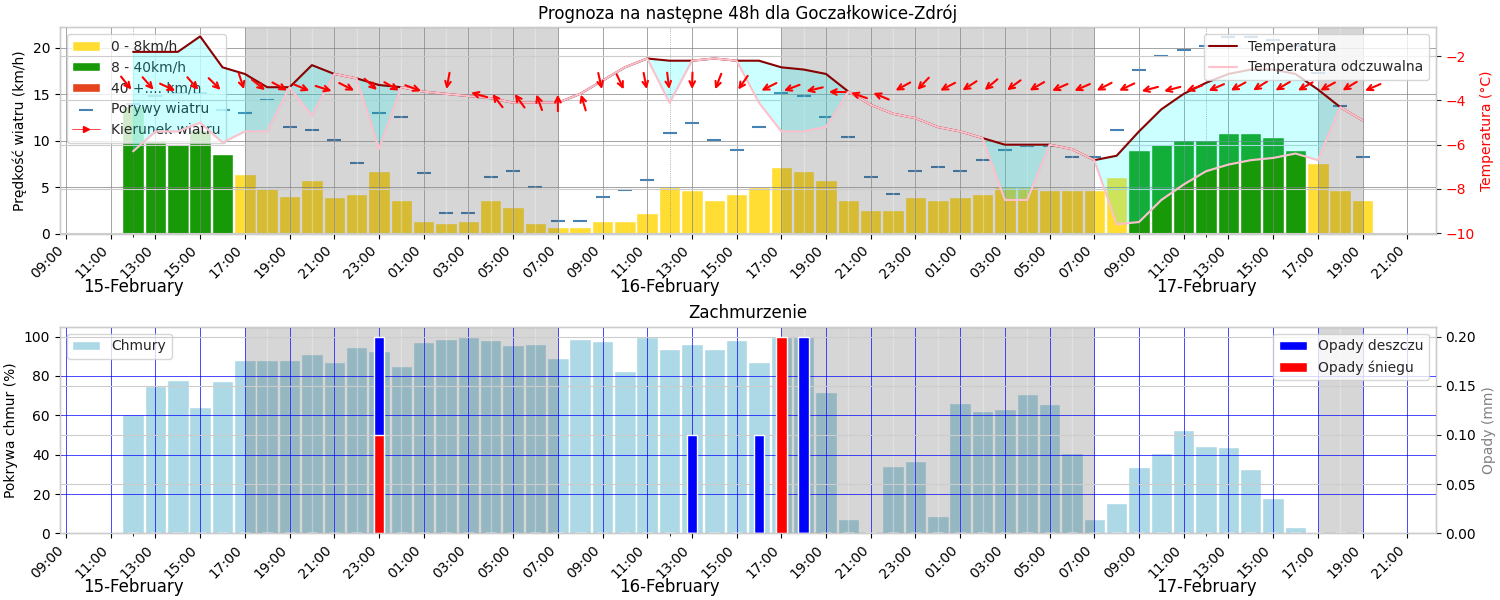 Prognoza na następne 48h dla Goczałkowice-Zdrój
0 - 8km/h
8 - 40km/h
40 +.... km/h
Porywy wiatru
Kierunek wiatru
Temperatura
Temperatura odczuwalna
Prędkość wiatru (km/h)
20
15
10
5
0
Temperatura (°C)
−2
−4
−6
−8
−10
09:00 11:00 13:00 15:00 17:00 19:00 21:00 23:00 01:00 03:00 05:00 07:00 09:00 11:00 13:00 15:00 17:00 19:00 21:00 23:00 01:00 03:00 05:00 07:00 09:00 11:00 13:00 15:00 17:00 19:00 21:00
15-February 16-February 17-February
Zachmurzenie
Chmury
Opady deszczu
Opady śniegu
Pokrywa chmur (%)
100
80
60
40
20
0
Opady (mm)
0.20
0.15
0.10
0.05
0.00
09:00 11:00 13:00 15:00 17:00 19:00 21:00 23:00 01:00 03:00 05:00 07:00 09:00 11:00 13:00 15:00 17:00 19:00 21:00 23:00 01:00 03:00 05:00 07:00 09:00 11:00 13:00 15:00 17:00 19:00 21:00
15-February 16-February 17-February